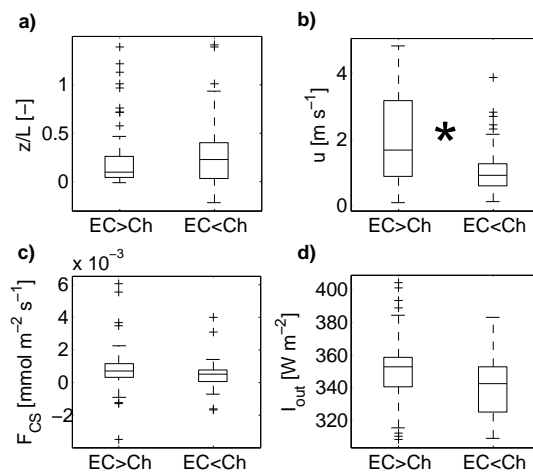 a)
z/L [−]
1
0.5
0
EC>Ch EC<Ch
b)
u [m s⁻¹]
4
2
0
EC>Ch EC<Ch
*
c)
x 10⁻³
F_CS [mmol m⁻² s⁻¹]
6
4
2
0
−2
EC>Ch EC<Ch
d)
I_out [W m⁻²]
400
380
360
340
320
EC>Ch EC<Ch